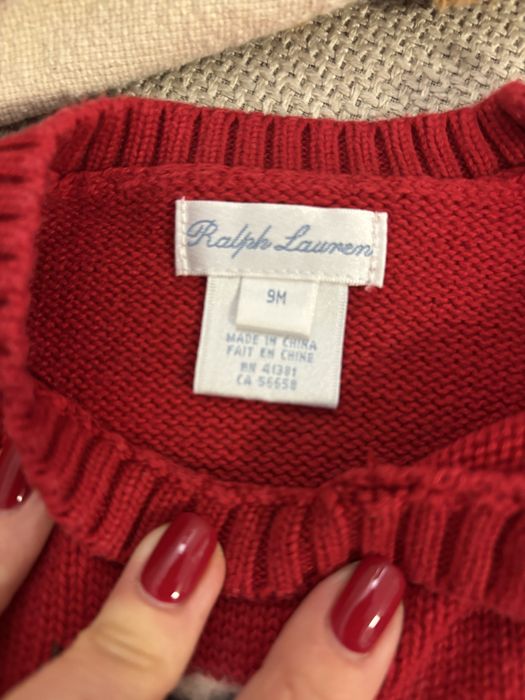 Ralph Lauren
9M
MADE IN CHINA
FAIT EN CHINE
RN 41381
CA 56658